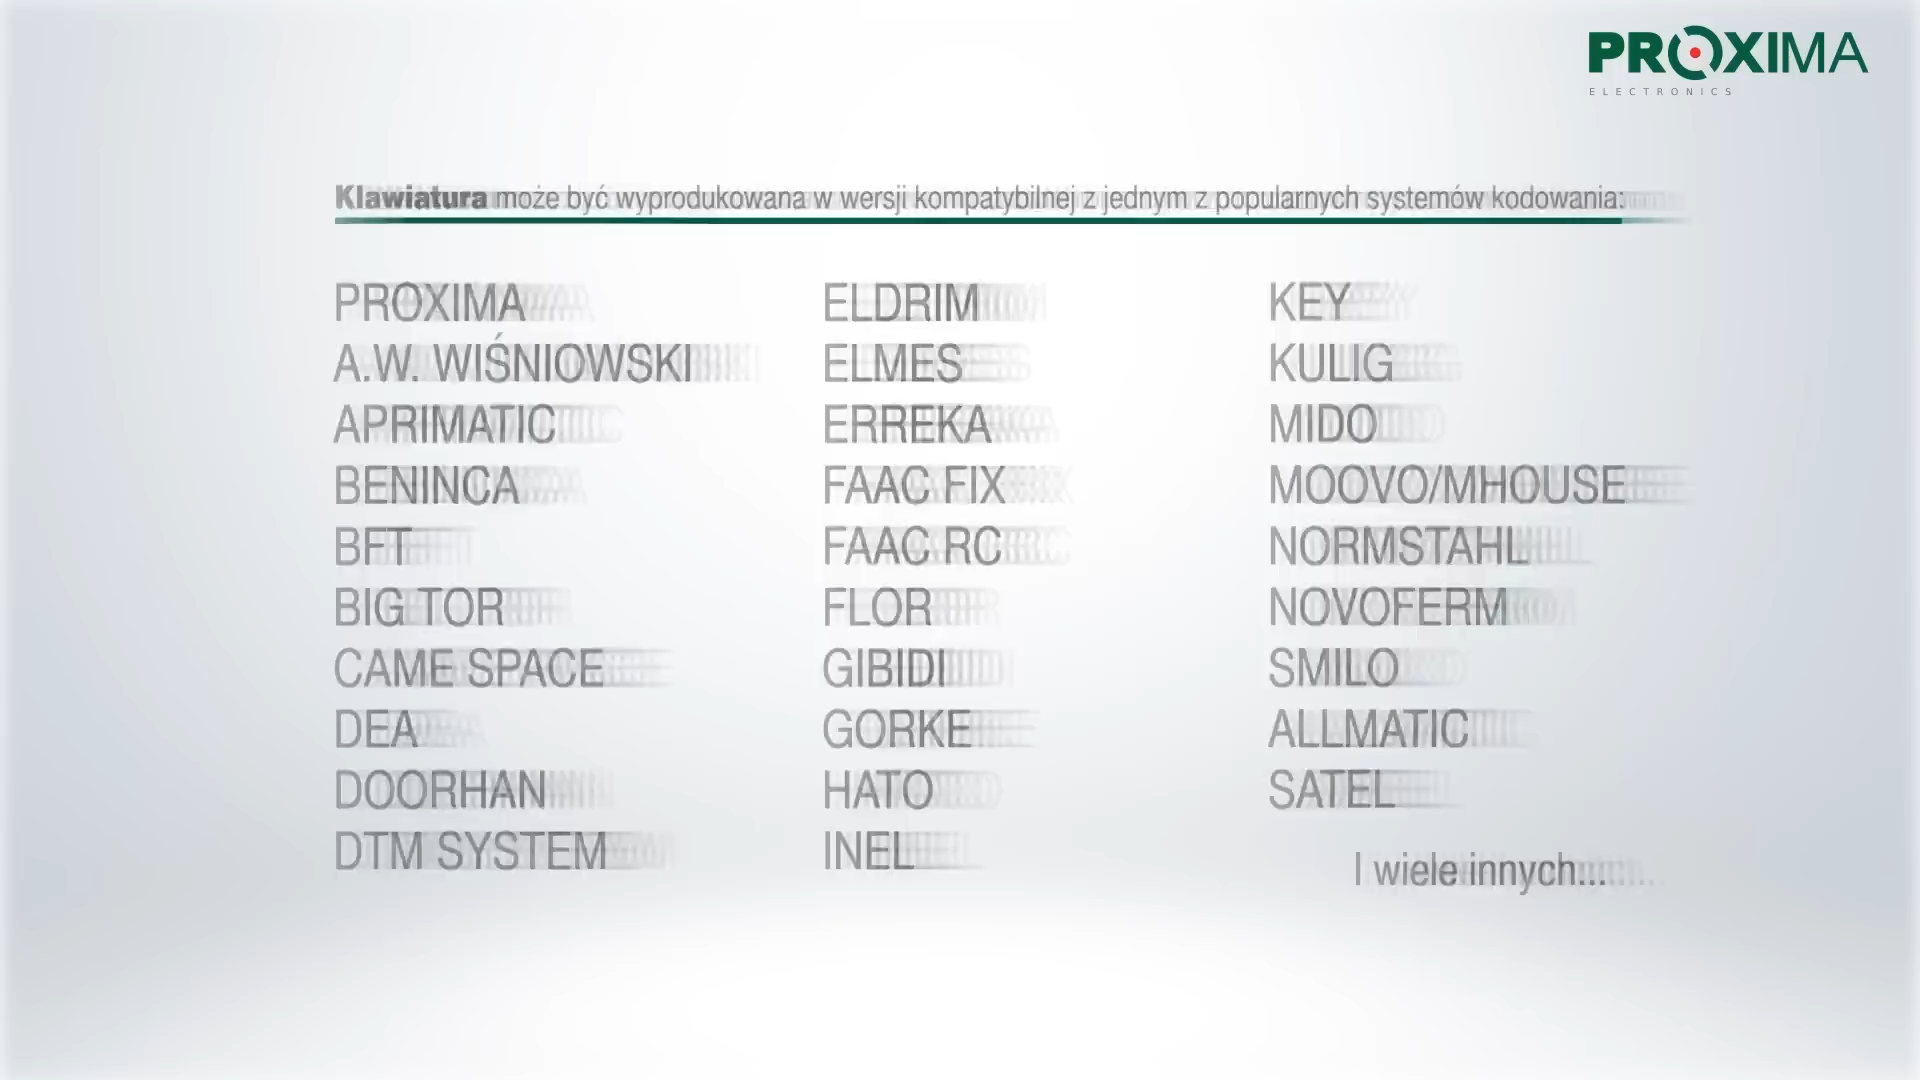 PROXIMA
ELECTRONICS
Klawiatura może być wyprodukowana w wersji kompatybilnej z jednym z popularnych systemów kodowania:
PROXIMA
A.W. WIŚNIOWSKI
APRIMATIC
BENINCA
BFT
BIG TOR
CAME SPACE
DEA
DOORHAN
DTM SYSTEM
ELDRIM
ELMES
ERREKA
FAAC FIX
FAAC RC
FLOR
GIBIDI
GORKE
HATO
INEL
KEY
KULIG
MIDO
MOOVO/MHOUSE
NORMSTAHL
NOVOFERM
SMILO
ALLMATIC
SATEL
I wiele innych...